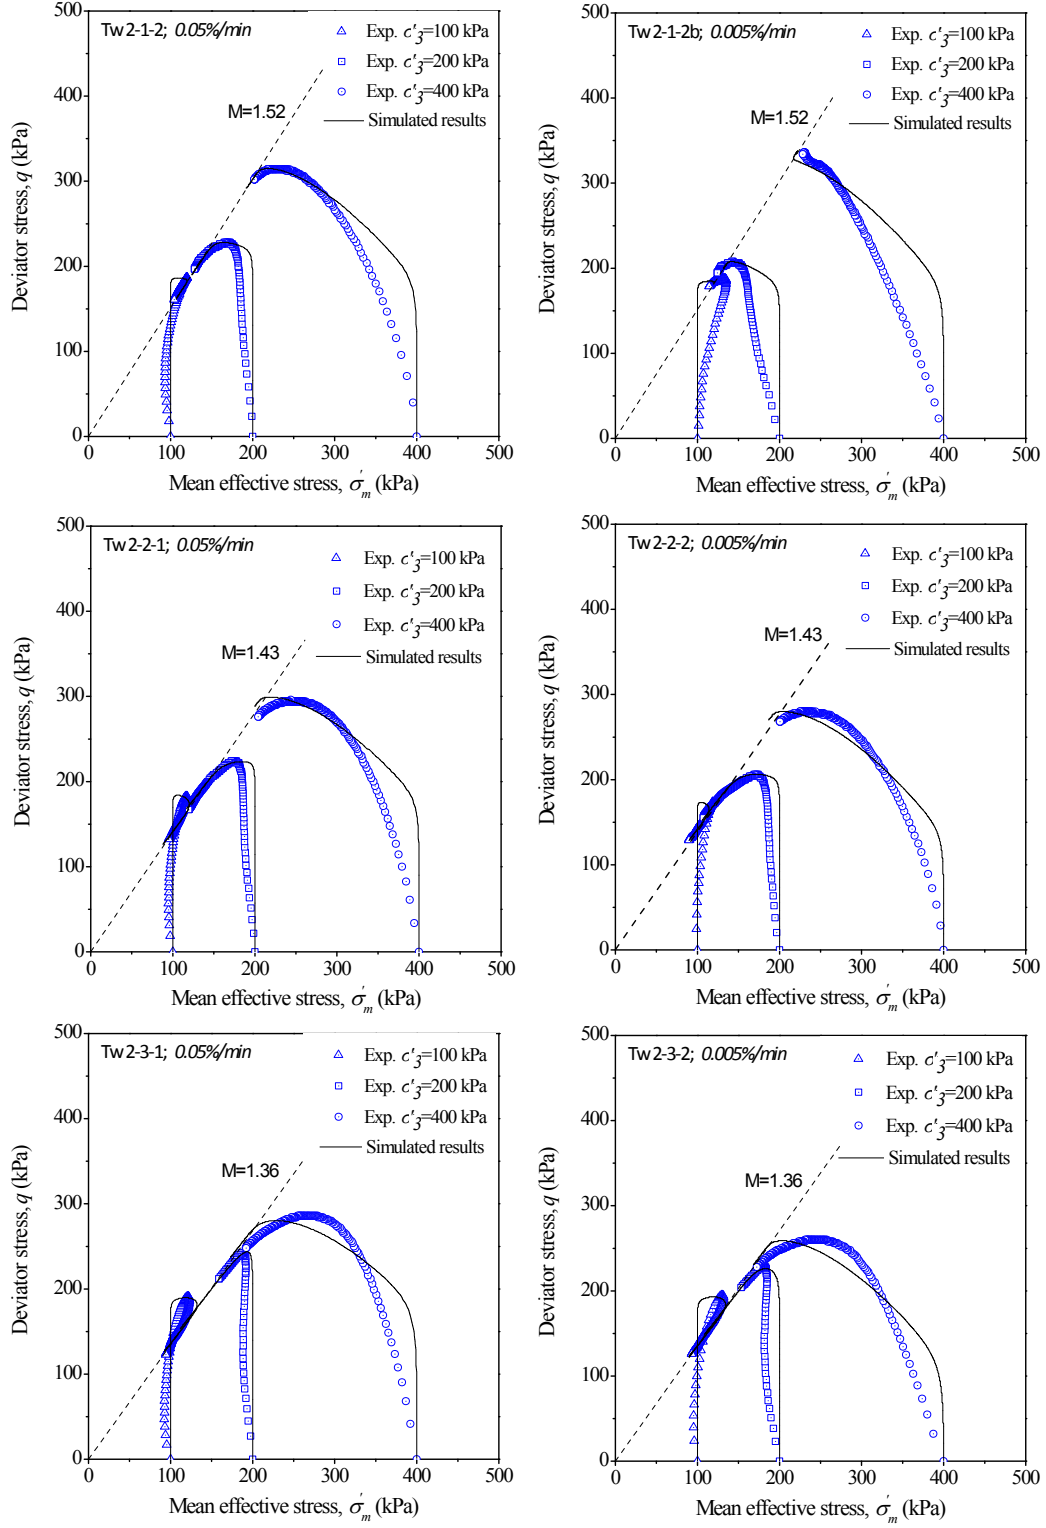 Tw2-1-2; 0.05%/min
Exp. c'3=100 kPa
Exp. c'3=200 kPa
Exp. c'3=400 kPa
Simulated results
M=1.52
500
400
300
200
100
0
0 100 200 300 400 500
Deviator stress, q (kPa)
Mean effective stress, σ'm (kPa)
Tw2-1-2b; 0.005%/min
Exp. c'3=100 kPa
Exp. c'3=200 kPa
Exp. c'3=400 kPa
Simulated results
M=1.52
500
400
300
200
100
0
0 100 200 300 400 500
Deviator stress, q (kPa)
Mean effective stress, σ'm (kPa)
Tw2-2-1; 0.05%/min
Exp. c'3=100 kPa
Exp. c'3=200 kPa
Exp. c'3=400 kPa
Simulated results
M=1.43
500
400
300
200
100
0
0 100 200 300 400 500
Deviator stress, q (kPa)
Mean effective stress, σ'm (kPa)
Tw2-2-2; 0.005%/min
Exp. c'3=100 kPa
Exp. c'3=200 kPa
Exp. c'3=400 kPa
Simulated results
M=1.43
500
400
300
200
100
0
0 100 200 300 400 500
Deviator stress, q (kPa)
Mean effective stress, σ'm (kPa)
Tw2-3-1; 0.05%/min
Exp. c'3=100 kPa
Exp. c'3=200 kPa
Exp. c'3=400 kPa
Simulated results
M=1.36
500
400
300
200
100
0
0 100 200 300 400 500
Deviator stress, q (kPa)
Mean effective stress, σ'm (kPa)
Tw2-3-2; 0.005%/min
Exp. c'3=100 kPa
Exp. c'3=200 kPa
Exp. c'3=400 kPa
Simulated results
M=1.36
500
400
300
200
100
0
0 100 200 300 400 500
Deviator stress, q (kPa)
Mean effective stress, σ'm (kPa)